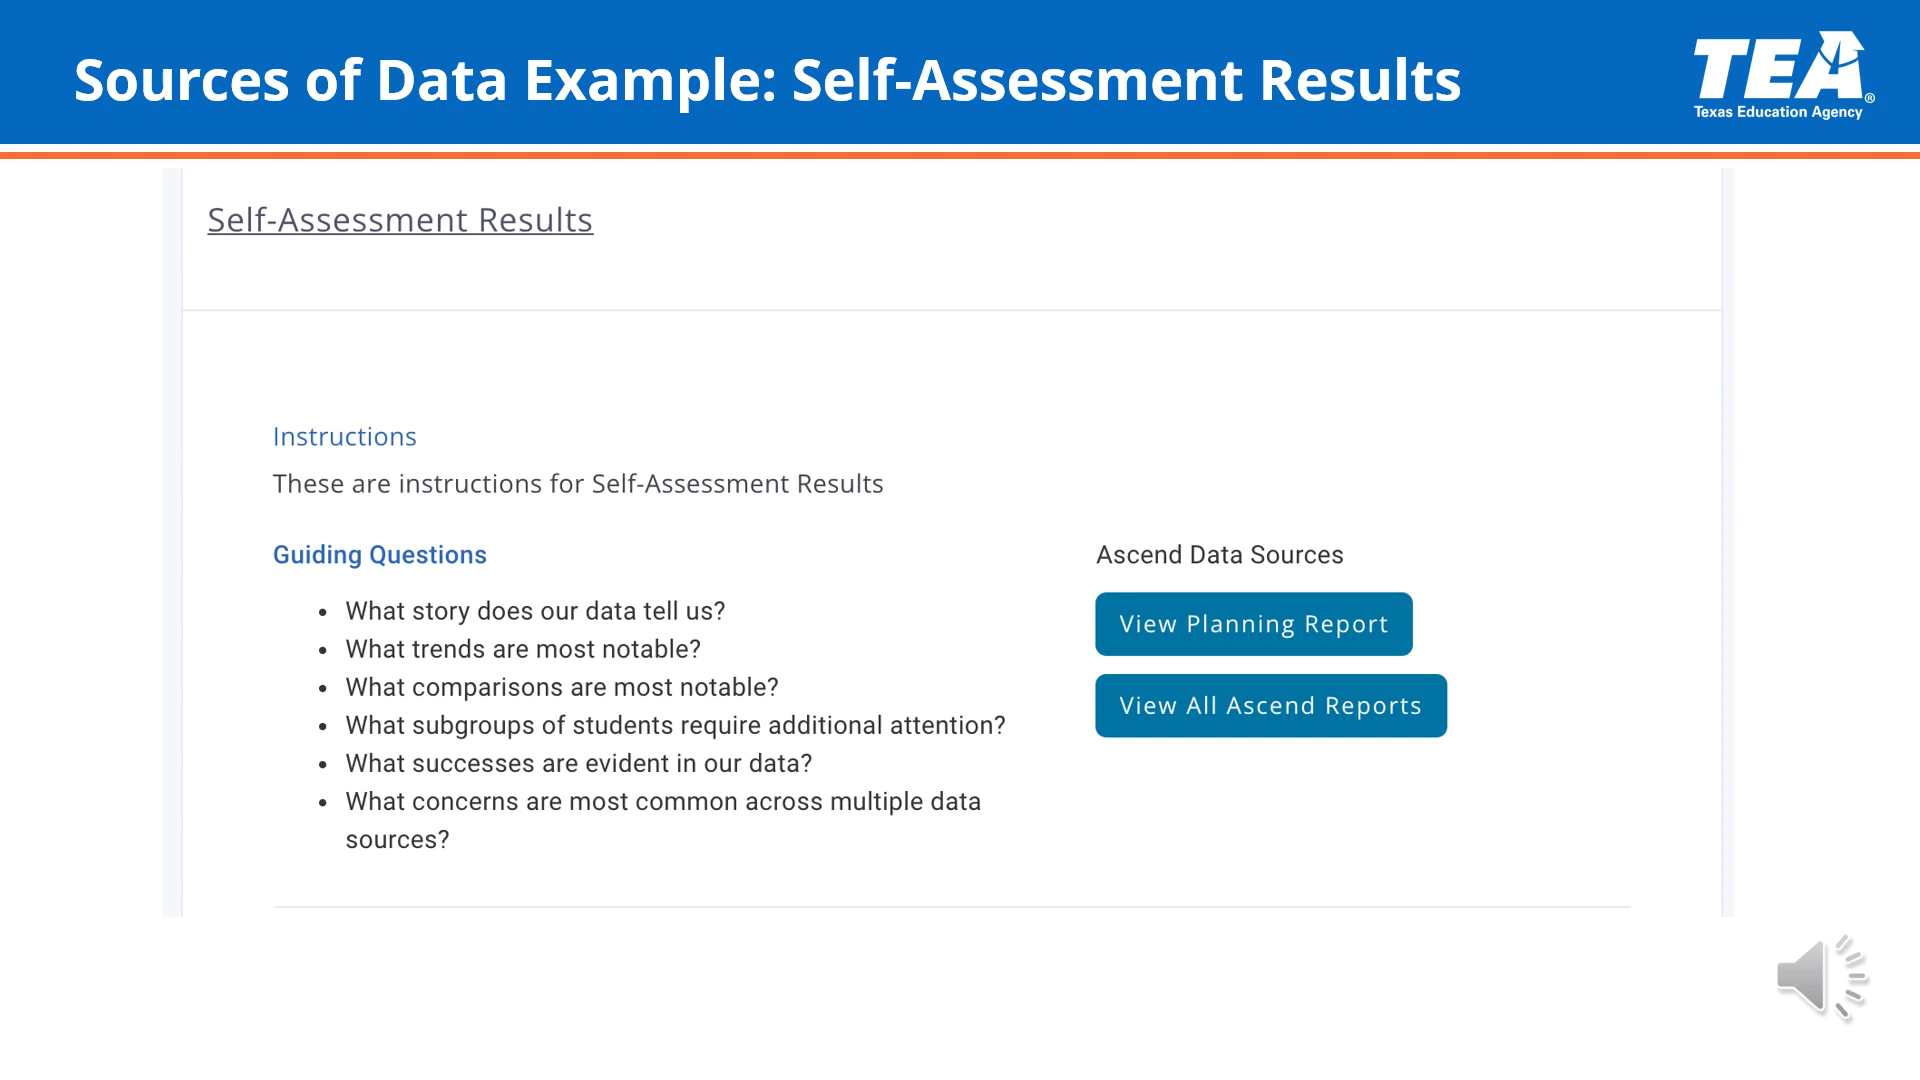 Sources of Data Example: Self-Assessment Results
TEA
®
Texas Education Agency
Self-Assessment Results
Instructions
These are instructions for Self-Assessment Results
Guiding Questions
• What story does our data tell us?
• What trends are most notable?
• What comparisons are most notable?
• What subgroups of students require additional attention?
• What successes are evident in our data?
• What concerns are most common across multiple data
sources?
Ascend Data Sources
View Planning Report
View All Ascend Reports